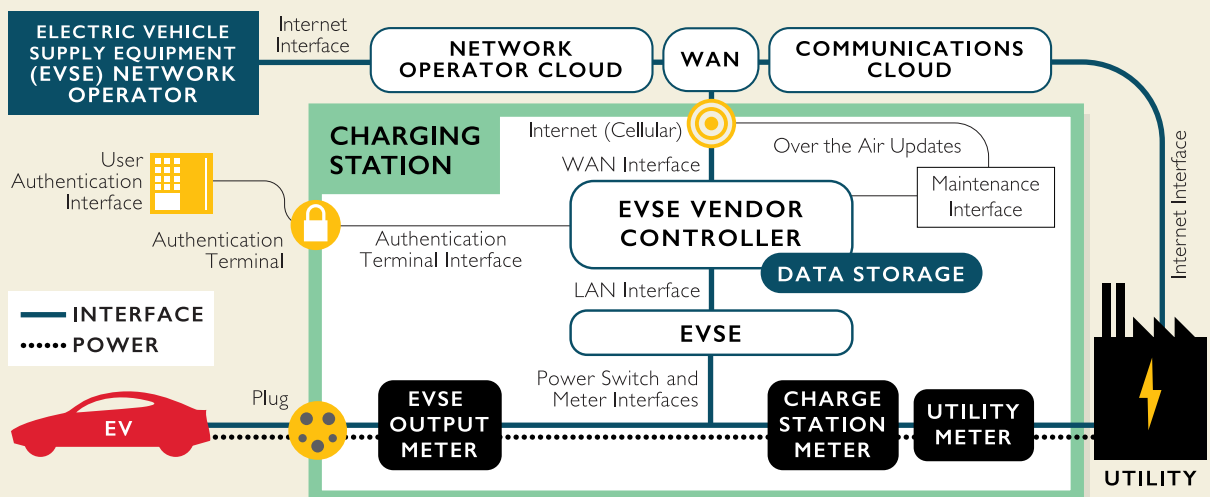 ELECTRIC VEHICLE
SUPPLY EQUIPMENT
(EVSE) NETWORK
OPERATOR
Internet
Interface
NETWORK
OPERATOR CLOUD
WAN
COMMUNICATIONS
CLOUD
CHARGING
STATION
Internet (Cellular)
WAN Interface
Over the Air Updates
Maintenance
Interface
Internet Interface
User
Authentication
Interface
Authentication
Terminal
Authentication
Terminal Interface
EVSE VENDOR
CONTROLLER
DATA STORAGE
LAN Interface
EVSE
INTERFACE
POWER
Power Switch and
Meter Interfaces
Plug
EV
EVSE
OUTPUT
METER
CHARGE
STATION
METER
UTILITY
METER
UTILITY